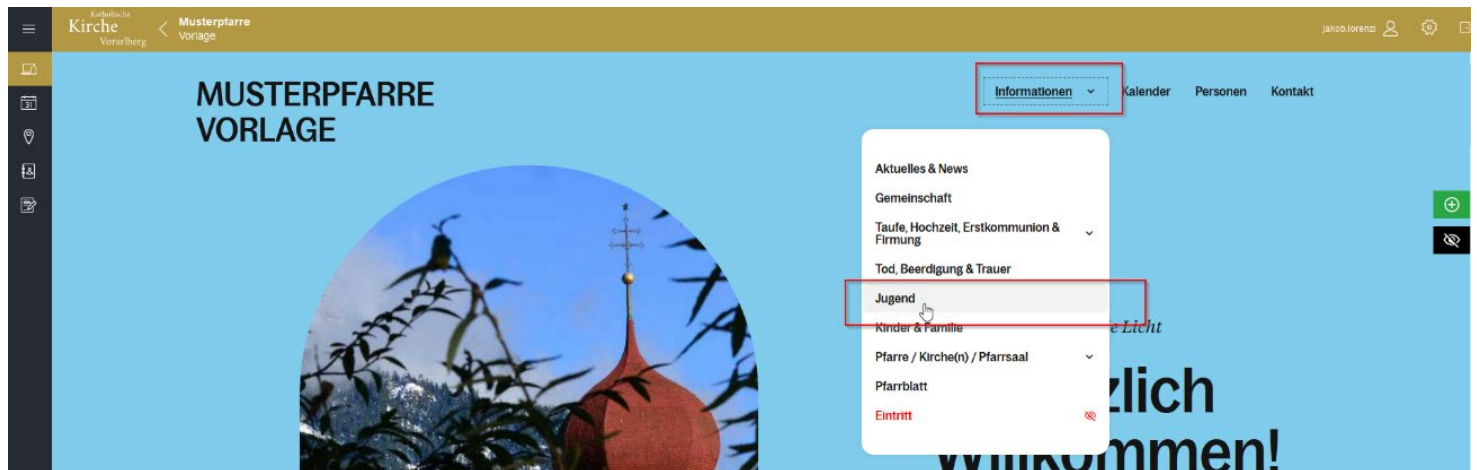 Katholische
Kirche
Vorarlberg
Musterpfarre
Vorlage
jakob.lorenzi
31
MUSTERPFARRE
VORLAGE
Informationen
Kalender
Personen
Kontakt
Aktuelles & News
Gemeinschaft
Taufe, Hochzeit, Erstkommunion &
Firmung
Tod, Beerdigung & Trauer
Jugend
Kinder & Familie
Pfarre / Kirche(n) / Pfarrsaal
Pfarrblatt
Eintritt
Licht
zlich
Willkommen!